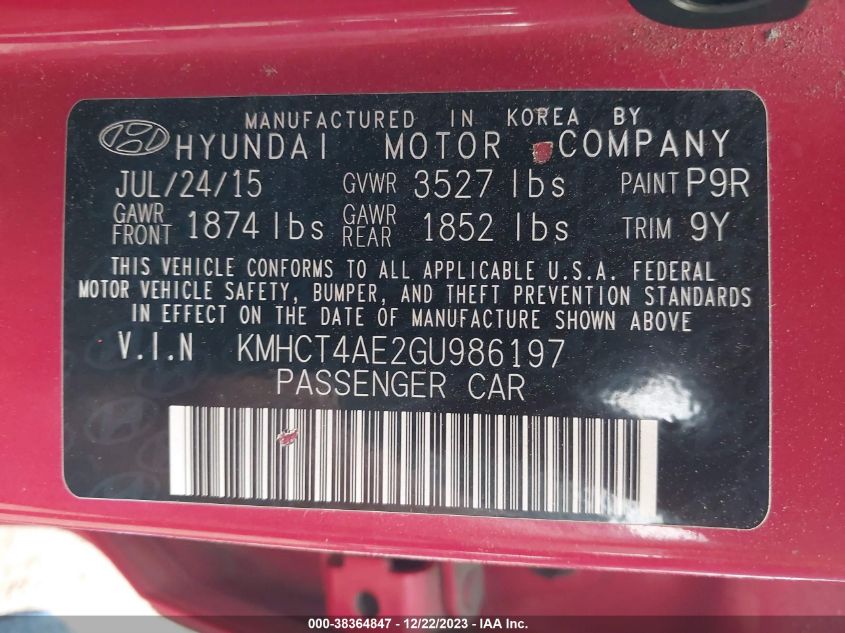 MANUFACTURED IN KOREA BY
HYUNDAI MOTOR COMPANY
JUL/24/15 GVWR 3527 lbs PAINT P9R
GAWR FRONT 1874 lbs GAWR REAR 1852 lbs TRIM 9Y
THIS VEHICLE CONFORMS TO ALL APPLICABLE U.S.A. FEDERAL
MOTOR VEHICLE SAFETY, BUMPER, AND THEFT PREVENTION STANDARDS
IN EFFECT ON THE DATE OF MANUFACTURE SHOWN ABOVE
V.I.N KMHCT4AE2GU986197
PASSENGER CAR
000-38364847 - 12/22/2023 - IAA Inc.